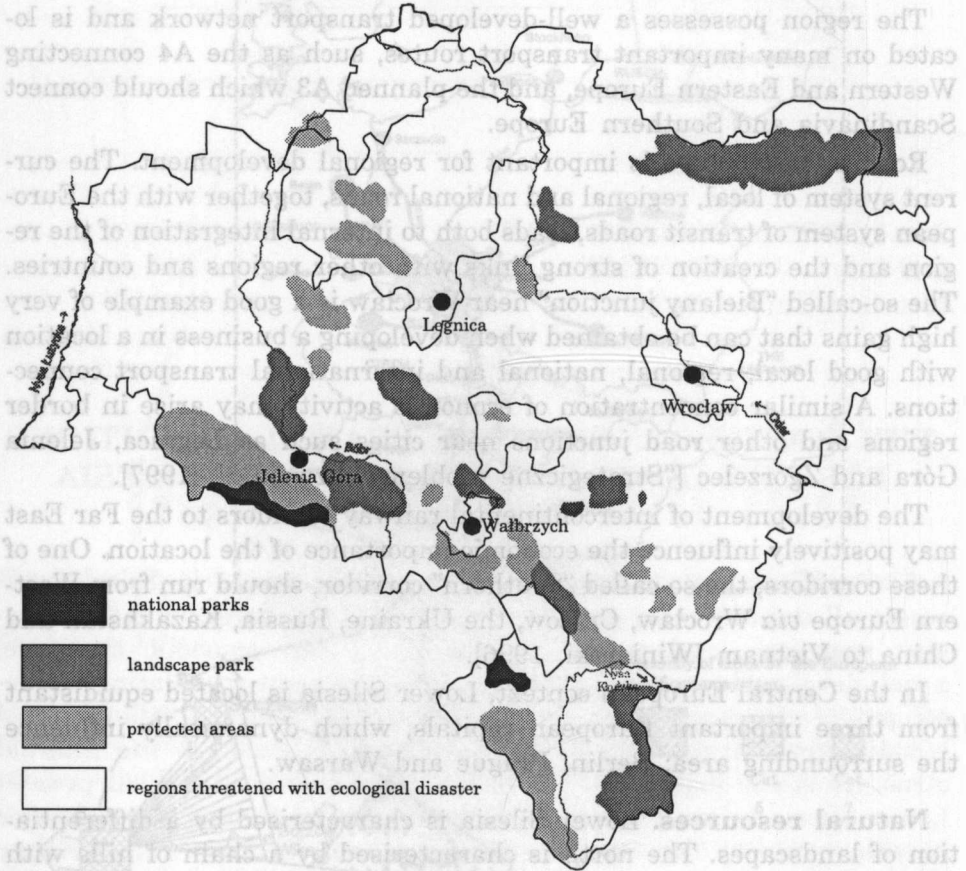 The region possesses a well-developed transport network and is lo-
cated on many important transport routes, such as the A4 connecting
Western and Eastern Europe, and the planned A3 which should connect
Scandinavia and Southern Europe.
important for regional development. The cur-
rent system of local, regional and national roads, together with the Euro-
pean system of transit roads, leads both to internal integration of the re-
gion and the creation of strong links with other regions and countries.
The so-called "Bielany junction" near Wrocław is a good example of very
high gains that can be obtained when developing a business in a location
with good local, regional, national and international transport connec-
tions. A similar concentration of economic activity may arise in border
regions and other road junctions near cities such as Legnica, Jelenia
Góra and Zgorzelec ["Strategiczne 1997].
The development of intercontinental railway corridors to the Far East
may positively influence the economic importance of the location. One of
these corridors, the so called corridor, should run from West-
ern Europe via Wrocław, Cracow, the Ukraine, Russia, Kazakhstan and
China to Vietnam
In the Central European context, Lower Silesia is located equidistant
from three important European capitals, which dynamically influence
the surrounding area: Berlin, Prague and Warsaw.
Natural resources. Lower Silesia is characterised by a differentia-
tion of landscapes. The north is characterised by a chain of hills with
Nysa Łużycka
Legnica
Wrocław
Oder
Bóbr
Jelenia Góra
Wałbrzych
Nysa
Kłodzka
national parks
landscape park
protected areas
regions threatened with ecological disaster